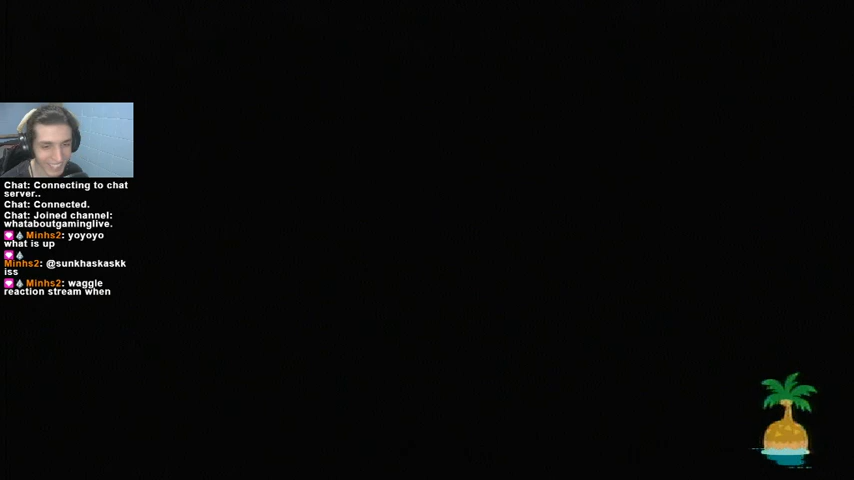 Chat: Connecting to chat
server..
Chat: Connected.
Chat: Joined channel:
whataboutgaminglive.
Minhs2: yoyoyo
what is up
Minhs2: @sunkhaskaskk
iss
Minhs2: waggle
reaction stream when